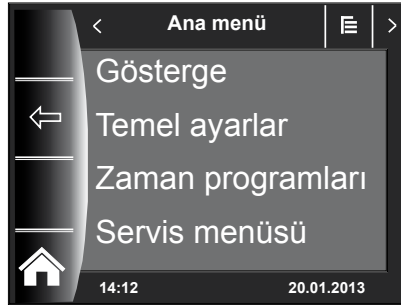 < Ana menü >
Gösterge
Temel ayarlar
Zaman programları
Servis menüsü
14:12 20.01.2013